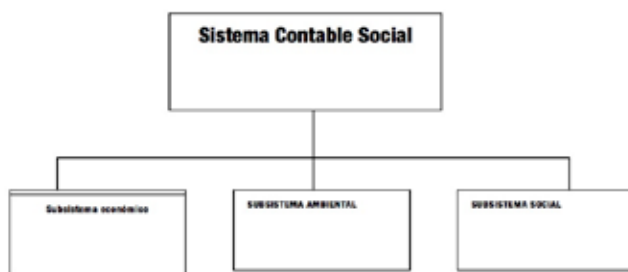 Sistema Contable Social
Subsistema económico
SUBSISTEMA AMBIENTAL
SUBSISTEMA SOCIAL